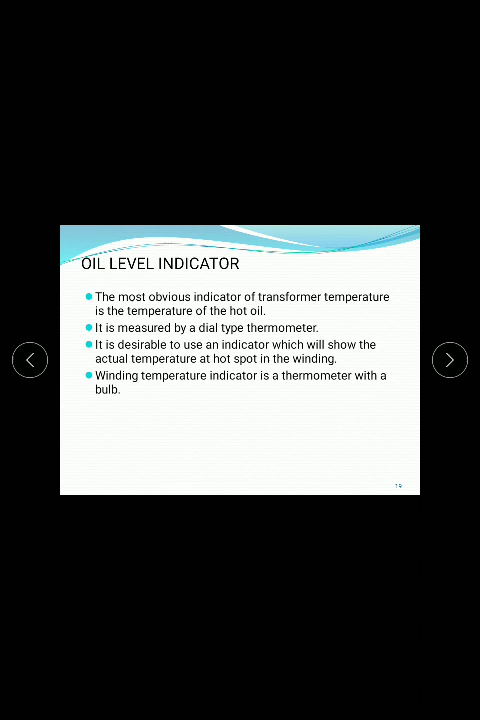 OIL LEVEL INDICATOR
The most obvious indicator of transformer temperature
is the temperature of the hot oil.
It is measured by a dial type thermometer.
It is desirable to use an indicator which will show the
actual temperature at hot spot in the winding.
Winding temperature indicator is a thermometer with a
bulb.
19